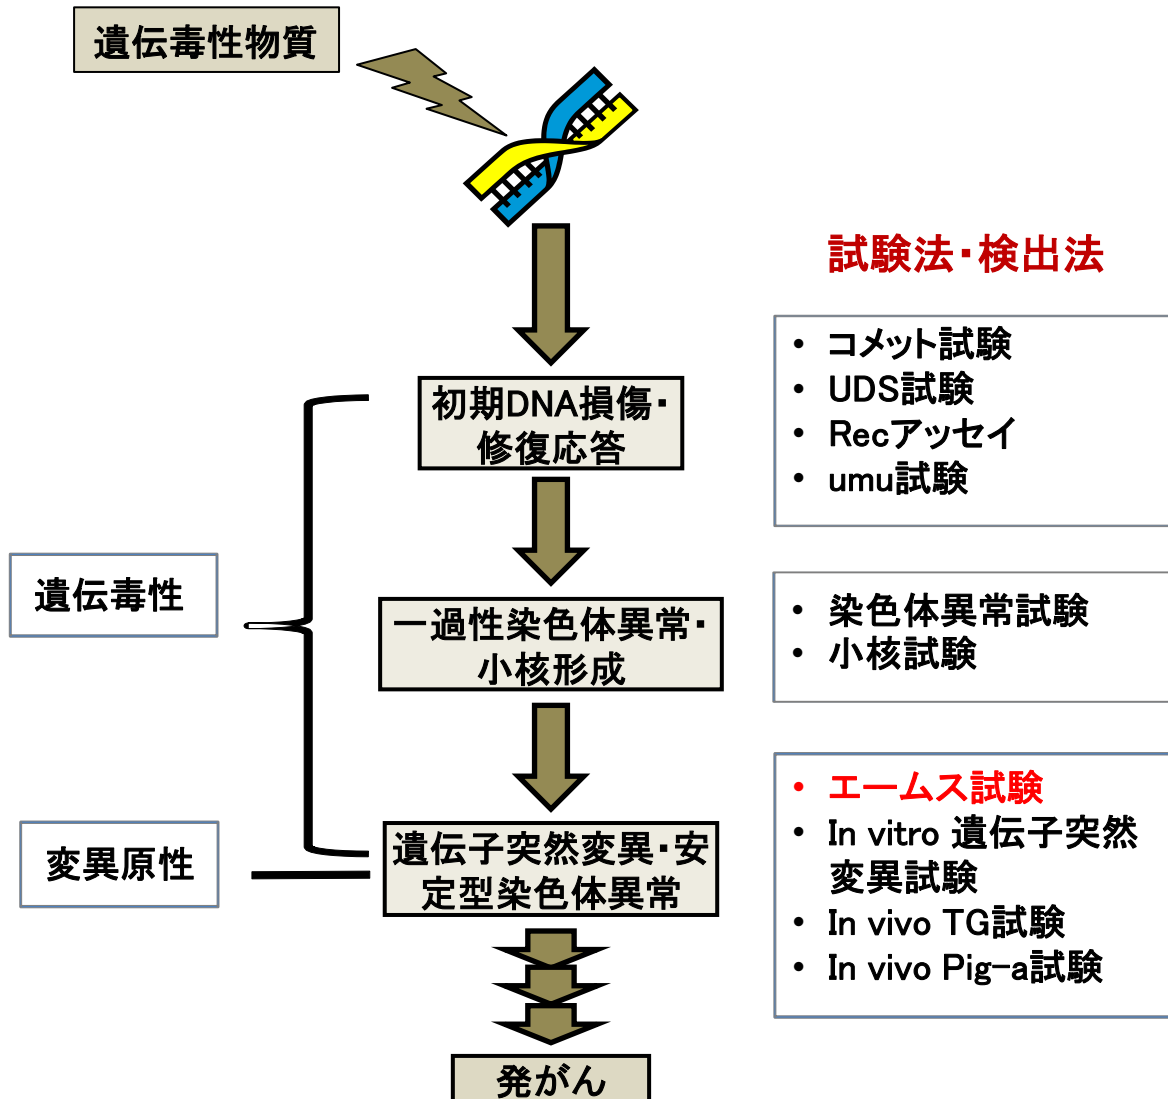 遺伝毒性物質
試験法・検出法
初期DNA損傷・
修復応答
• コメット試験
• UDS試験
• Recアッセイ
• umu試験
遺伝毒性
一過性染色体異常・
小核形成
• 染色体異常試験
• 小核試験
変異原性
遺伝子突然変異・安
定型染色体異常
• エームス試験
• In vitro 遺伝子突然
変異試験
• In vivo TG試験
• In vivo Pig-a試験
発がん